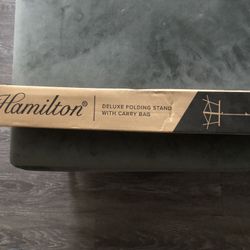 Hamilton®
DELUXE FOLDING STAND
WITH CARRY BAG